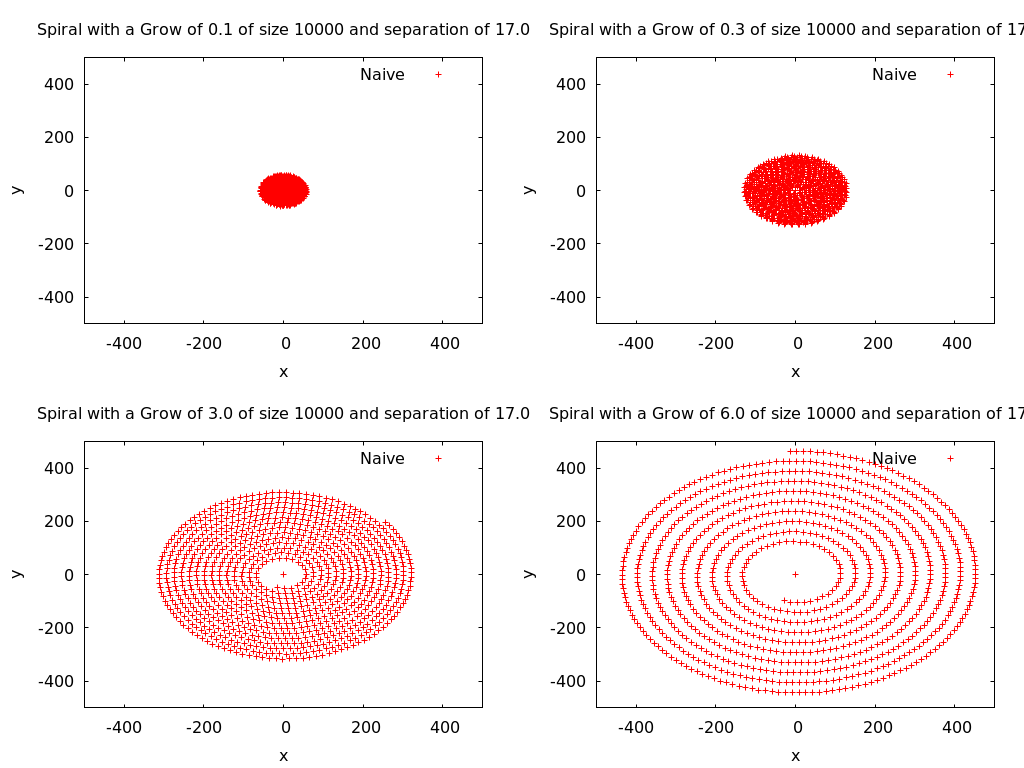 Spiral with a Grow of 0.1 of size 10000 and separation of 17.0
Naive
400
200
0
-200
-400
y
-400 -200 0 200 400
x
Spiral with a Grow of 0.3 of size 10000 and separation of 17
Naive
400
200
0
-200
-400
y
-400 -200 0 200 400
x
Spiral with a Grow of 3.0 of size 10000 and separation of 17.0
Naive
400
200
0
-200
-400
y
-400 -200 0 200 400
x
Spiral with a Grow of 6.0 of size 10000 and separation of 17
Naive
400
200
0
-200
-400
y
-400 -200 0 200 400
x